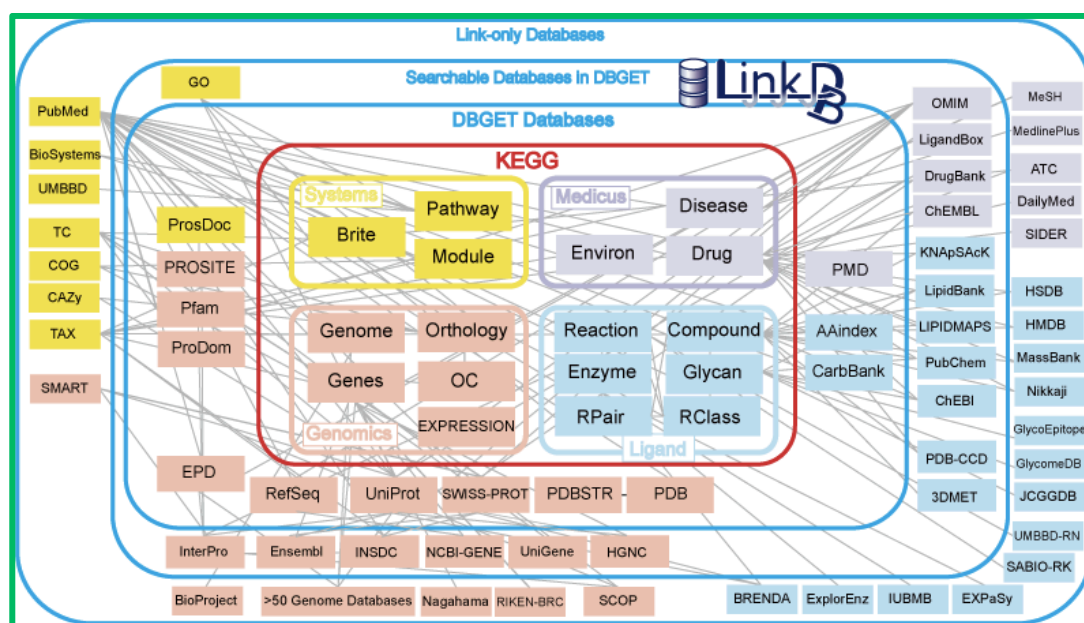 Link-only Databases
Searchable Databases in DBGET
LinkDB
DBGET Databases
KEGG
GO
PubMed
BioSystems
UMBBD
TC
COG
CAZy
TAX
SMART
ProsDoc
PROSITE
Pfam
ProDom
EPD
Systems
Pathway
Brite
Module
Medicus
Disease
Environ
Drug
Genome
Orthology
Genes
OC
EXPRESSION
Genomics
Reaction
Compound
Enzyme
Glycan
RPair
RClass
Ligand
PMD
AAindex
CarbBank
OMIM
LigandBox
DrugBank
ChEMBL
KNApSAcK
LipidBank
LIPIDMAPS
PubChem
ChEBI
PDB-CCD
3DMET
MeSH
MedlinePlus
ATC
DailyMed
SIDER
HSDB
HMDB
MassBank
Nikkaji
GlycoEpitope
GlycomeDB
JCGGDB
UMBBD-RN
SABIO-RK
RefSeq
UniProt
SWISS-PROT
PDBSTR
PDB
InterPro
Ensembl
INSDC
NCBI-GENE
UniGene
HGNC
BioProject
>50 Genome Databases
Nagahama
RIKEN-BRC
SCOP
BRENDA
ExplorEnz
IUBMB
EXPaSy